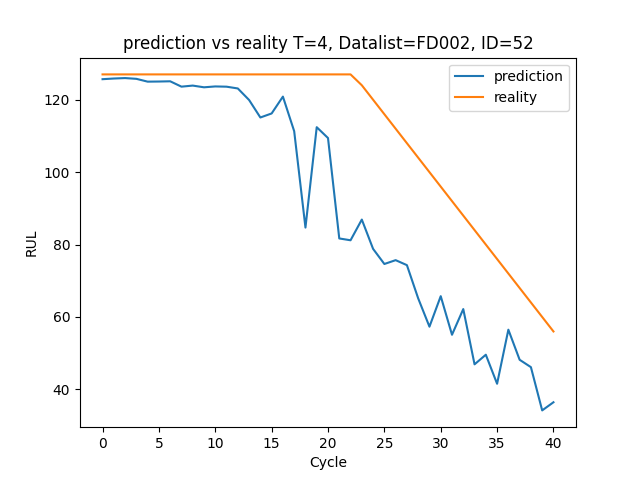 prediction vs reality T=4, Datalist=FD002, ID=52
prediction
reality
RUL
120
100
80
60
40
0 5 10 15 20 25 30 35 40
Cycle